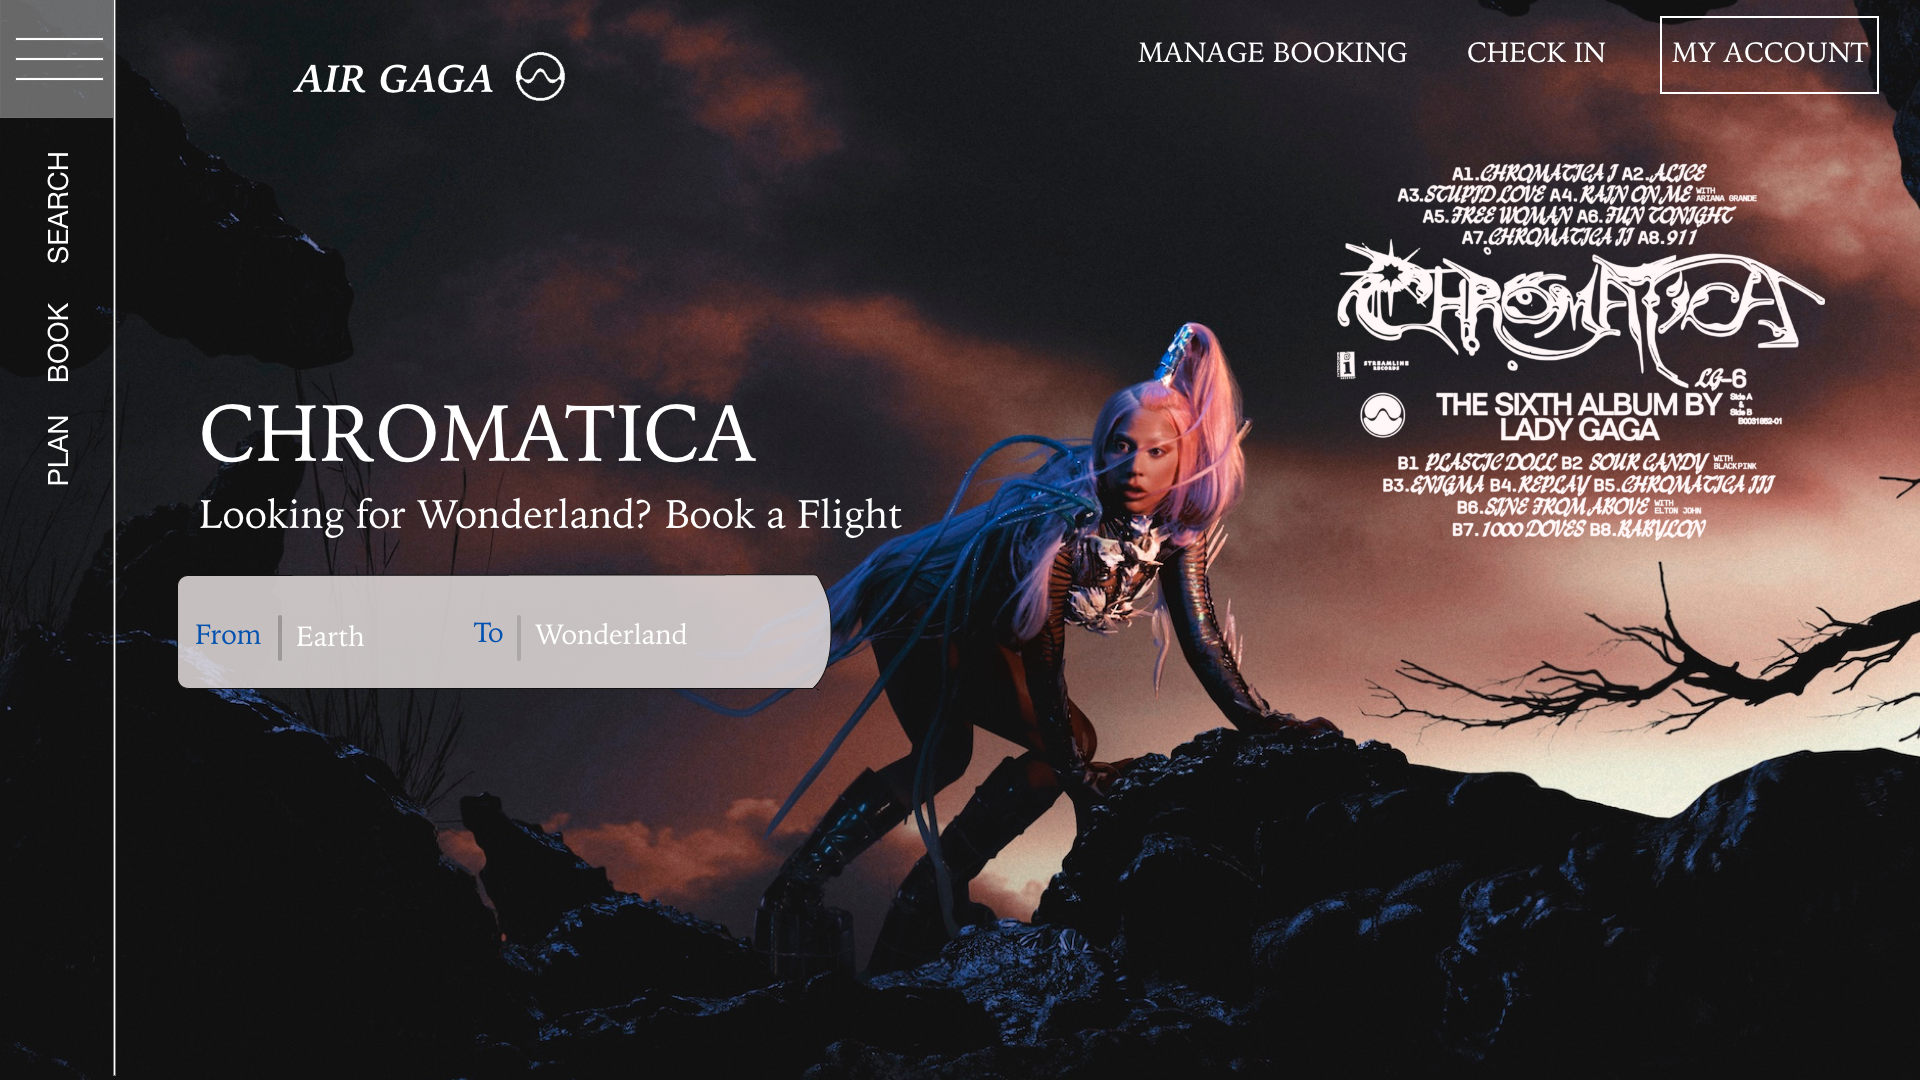 AIR GAGA
MANAGE BOOKING
CHECK IN
MY ACCOUNT
SEARCH
BOOK
PLAN
A1.CHROMATICA I A2.ALICE
A3.STUPID LOVE A4.RAIN ON ME WITH ARIANA GRANDE
A5.FREE WOMAN A6.FUN TONIGHT
A7.CHROMATICA II A8.911
CHROMATICA
STREAMLINE
RECORDS
LG-6
THE SIXTH ALBUM BY
LADY GAGA
Side A
&
Side B
B0031882-01
B1 PLASTIC DOLL B2 SOUR CANDY WITH BLACKPINK
B3.ENIGMA B4.REPLAY B5.CHROMATICA III
B6.SINE FROM ABOVE WITH ELTON JOHN
B7.1000 DOVES B8.BABYLON
CHROMATICA
Looking for Wonderland? Book a Flight
From
Earth
To
Wonderland